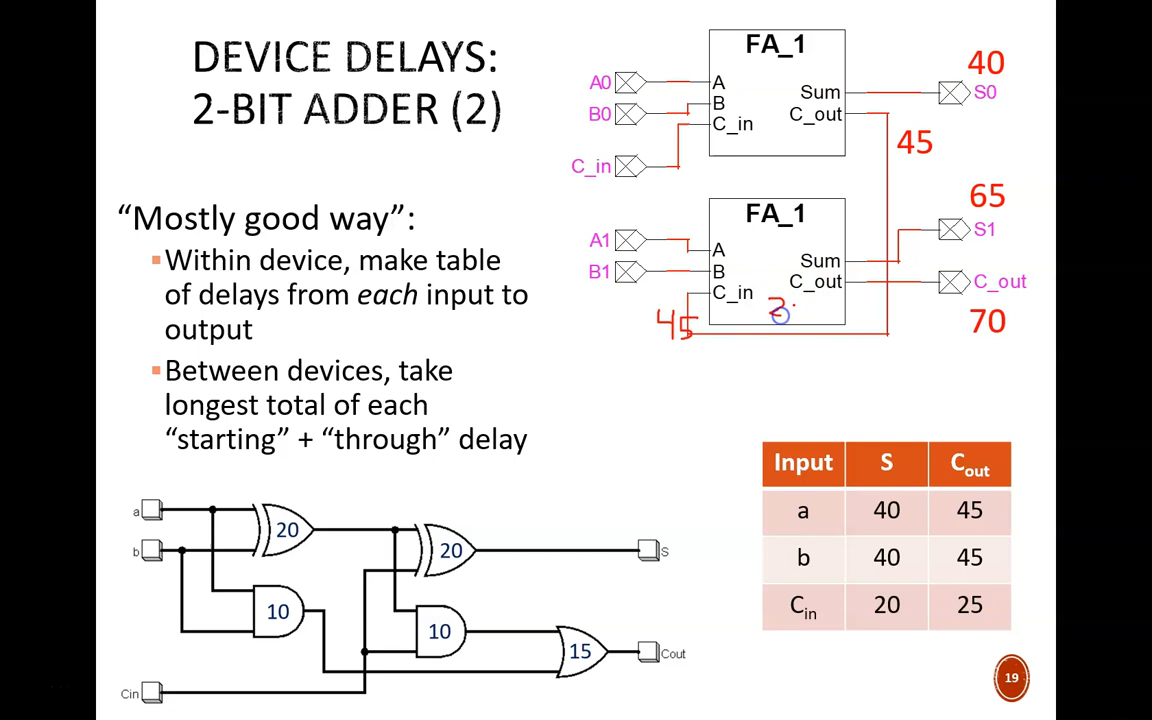 DEVICE DELAYS:
2-BIT ADDER (2)
“Mostly good way”:
Within device, make table
of delays from each input to
output
Between devices, take
longest total of each
“starting” + “through” delay
FA_1
A0
A
B0
B
C_in
C_in
Sum
C_out
40
S0
45
FA_1
A1
A
B1
B
C_in
Sum
C_out
65
S1
C_out
70
45
a
b
Cin
20
20
10
10
15
S
Cout
Input S Cout
a 40 45
b 40 45
Cin 20 25
19